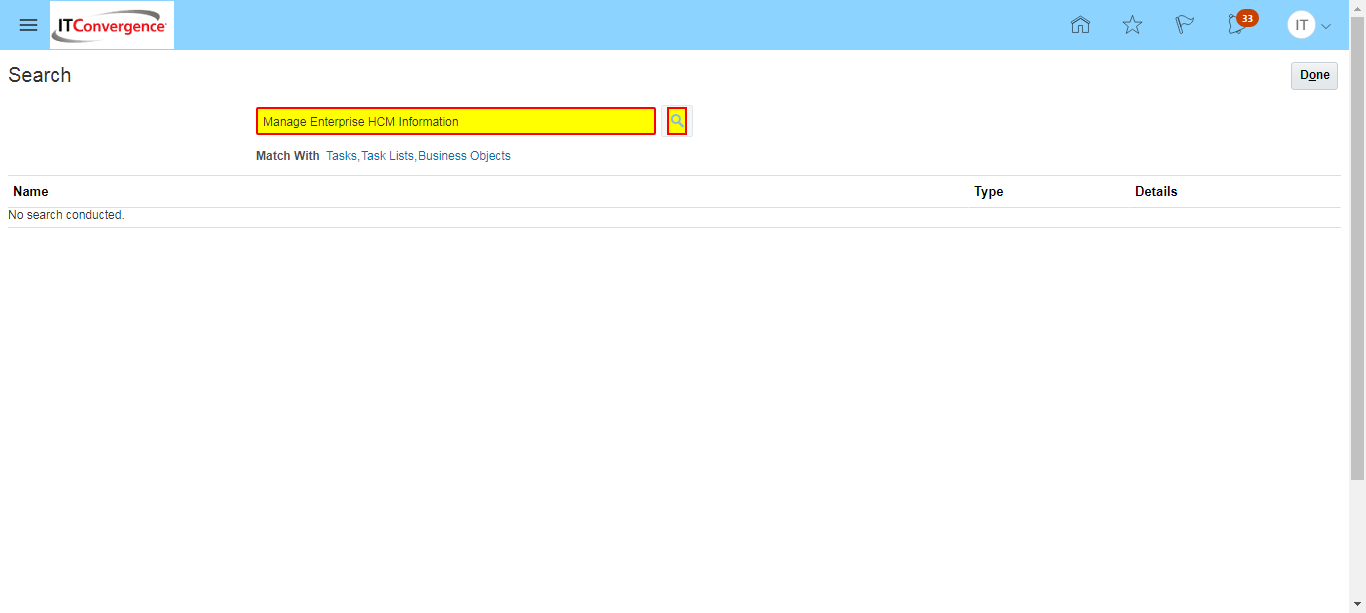 ITConvergence
33
IT
Search
Done
Manage Enterprise HCM Information
Match With Tasks, Task Lists, Business Objects
Name Type Details
No search conducted.